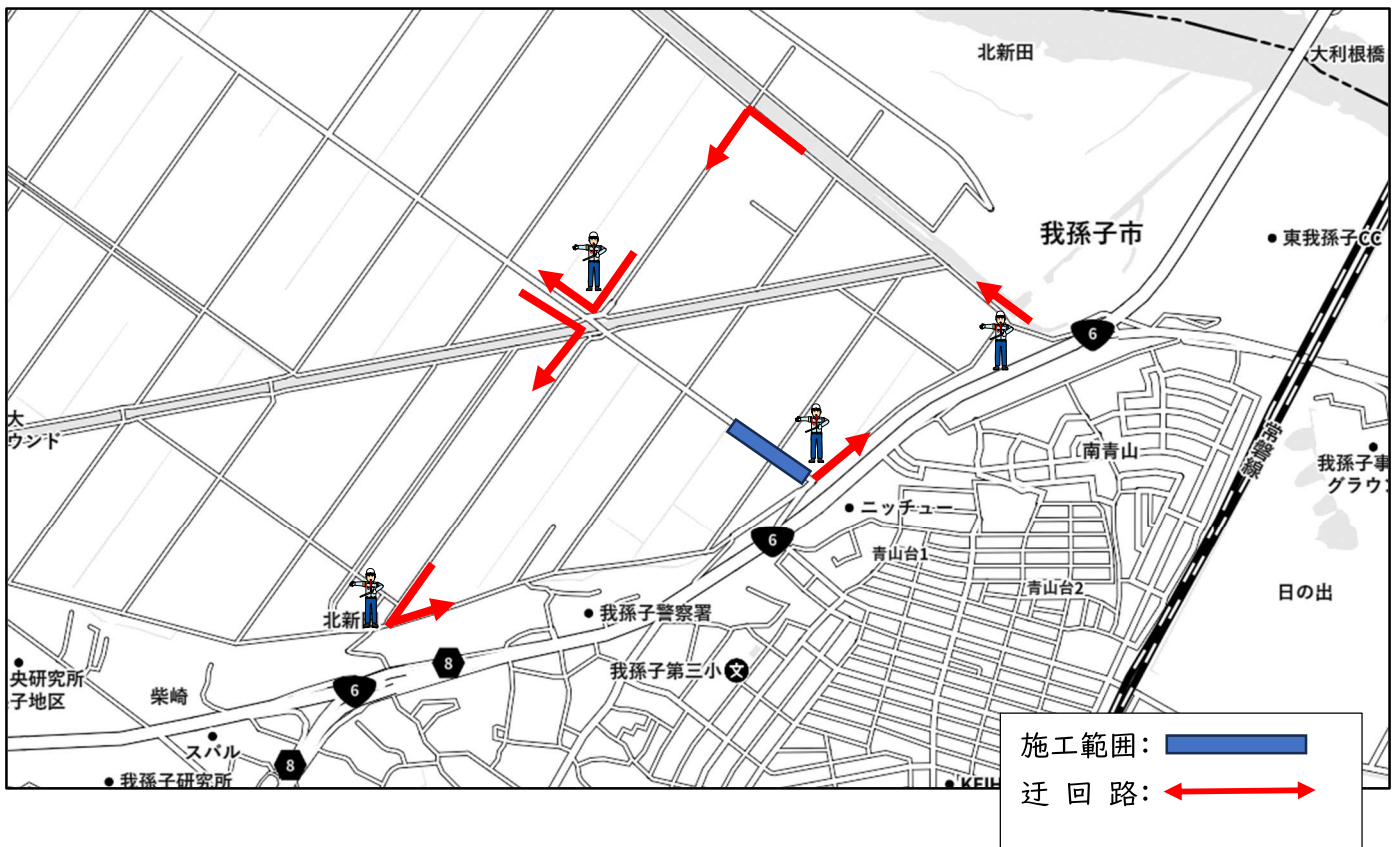 北新田
大利根橋
我孫子市
東我孫子CC
6
大
ウンド
常磐線
南青山
我孫子事
グラウン
ニッチュー
6
青山台1
青山台2
日の出
北新
我孫子警察署
8
我孫子第三小
文
央研究所
子地区
柴崎
6
スバル
8
我孫子研究所
KEIH
施工範囲：
迂回路：